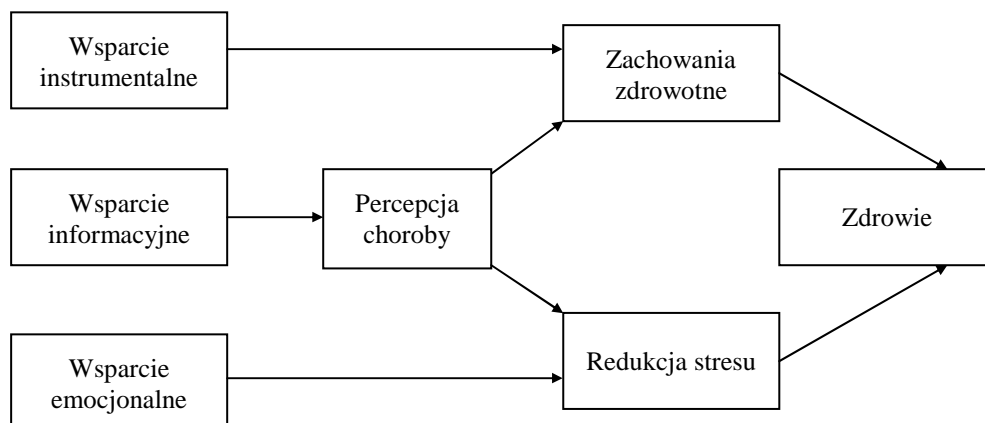 Wsparcie
instrumentalne
Zachowania
zdrowotne
Wsparcie
informacyjne
Percepcja
choroby
Zdrowie
Wsparcie
emocjonalne
Redukcja stresu